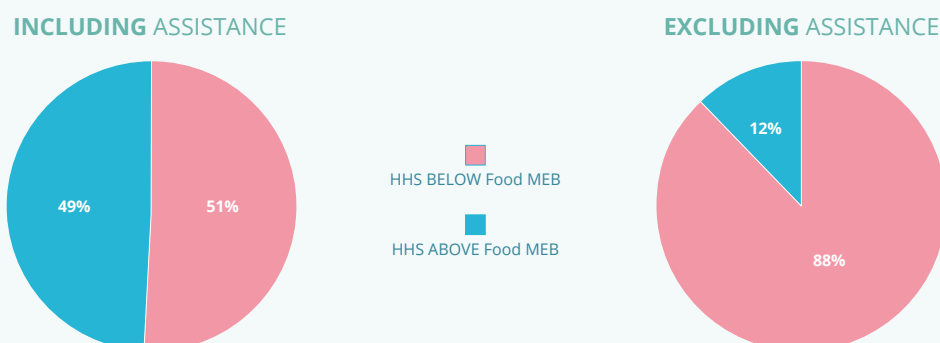 INCLUDING ASSISTANCE
49%
51%
HHS BELOW Food MEB
HHS ABOVE Food MEB
EXCLUDING ASSISTANCE
12%
88%